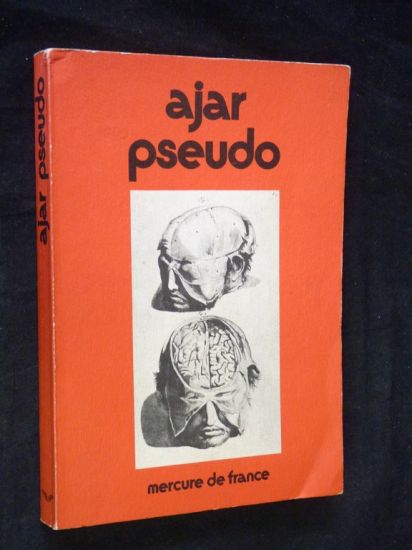 ajar
pseudo
mercure de france
ajar pseudo